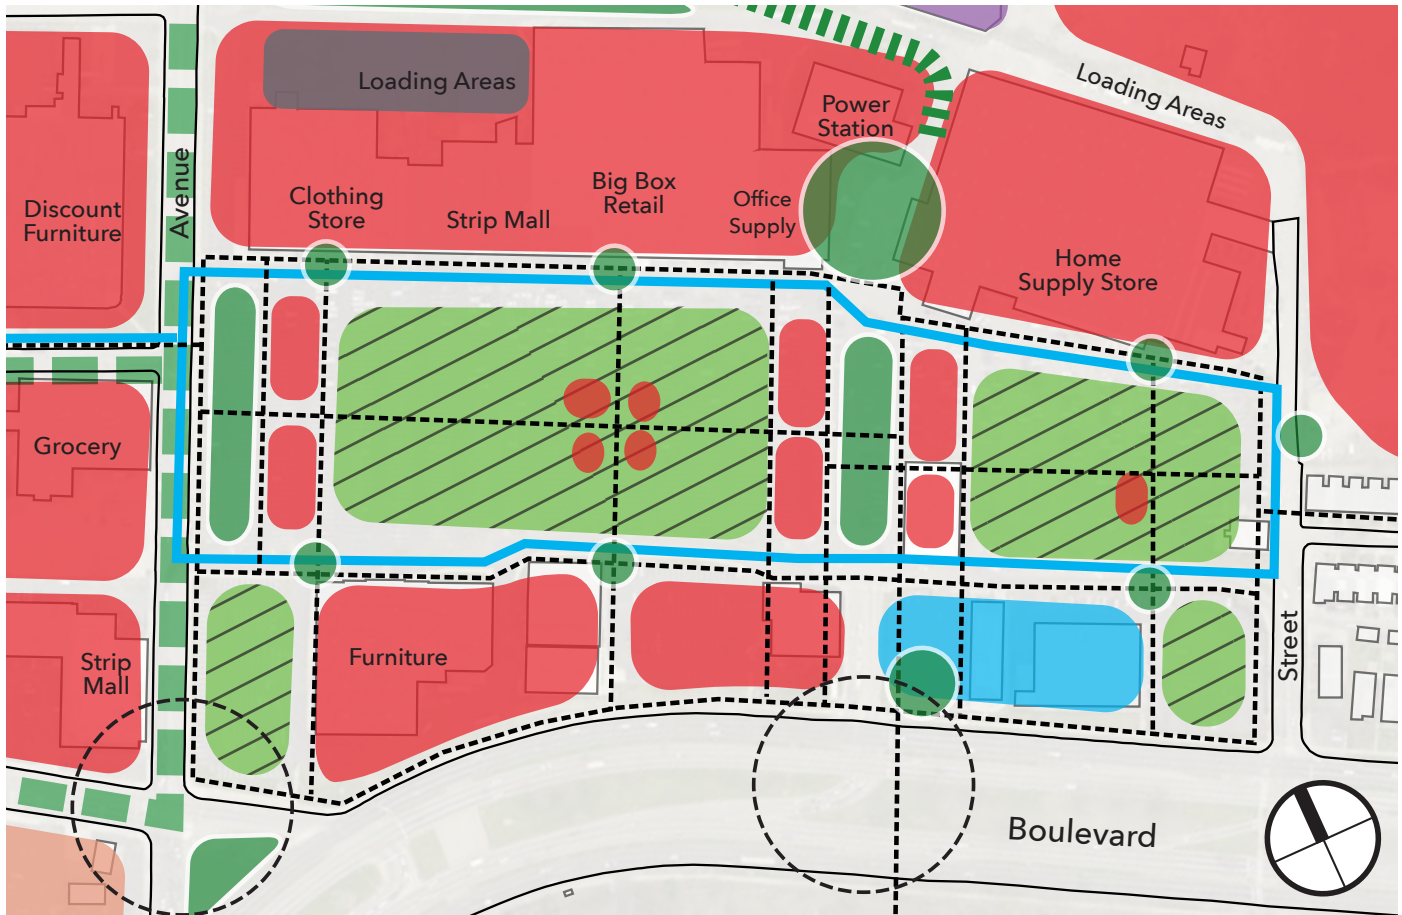 Loading Areas
Loading Areas
Power
Station
Avenue
Discount
Furniture
Clothing
Store
Strip Mall
Big Box
Retail
Office
Supply
Home
Supply Store
Grocery
Strip
Mall
Furniture
Street
Boulevard